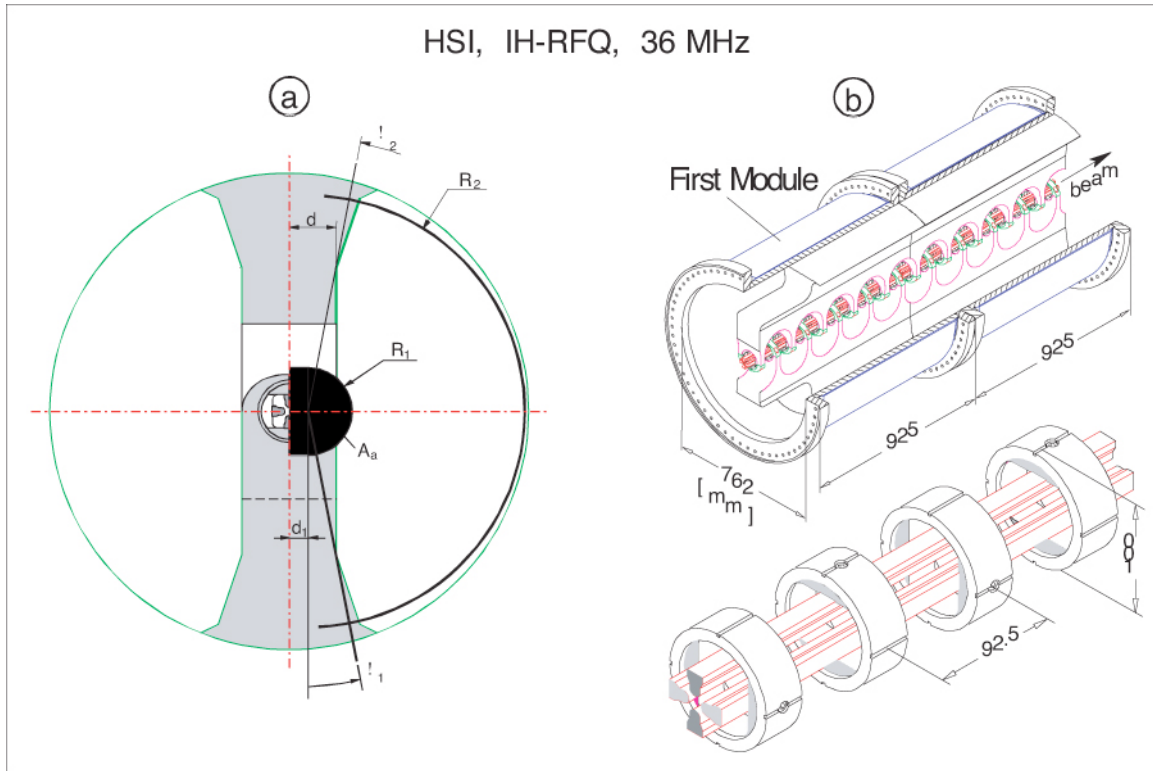 HSI, IH-RFQ, 36 MHz
a
b
! 2
R2
d
R1
Aa
d1
! 1
First Module
beam
925
925
762
[mm]
180
92.5